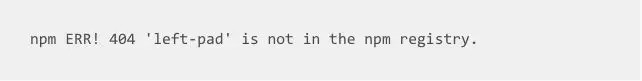 npm ERR! 404 'left-pad' is not in the npm registry.